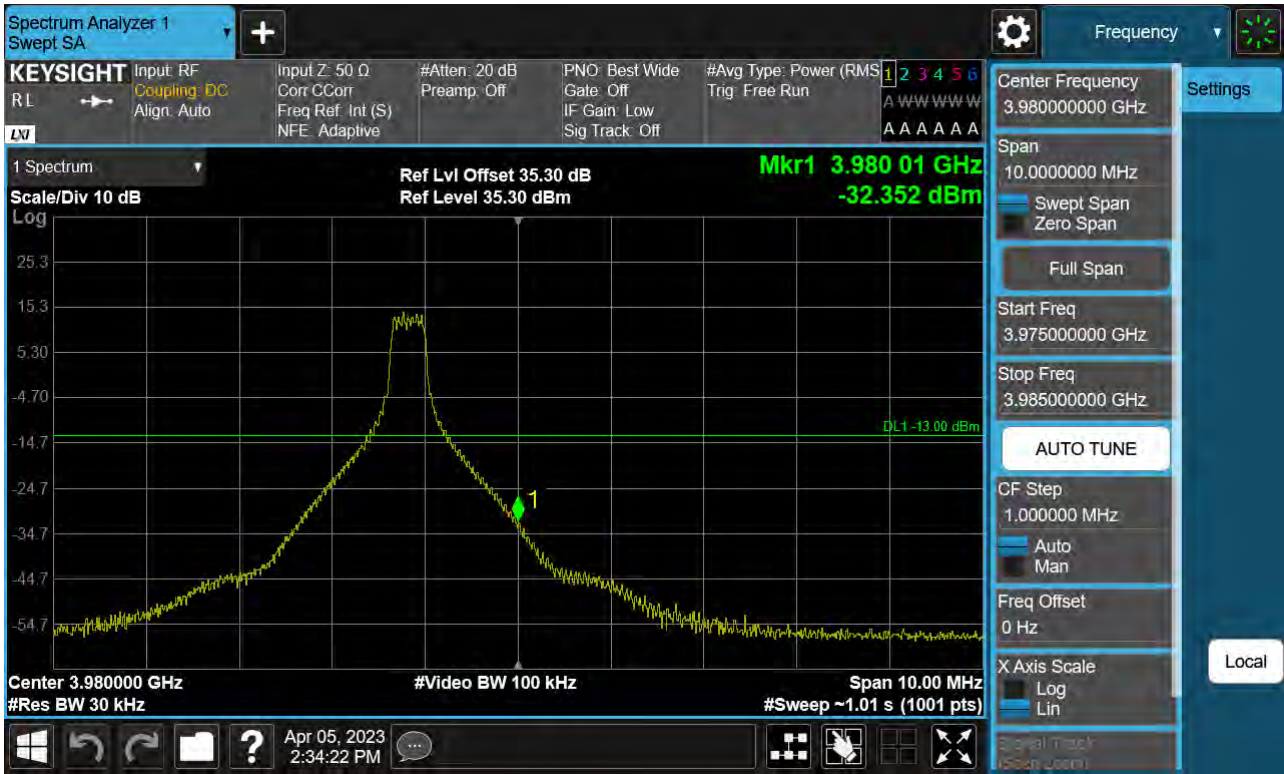 Spectrum Analyzer 1
Swept SA
+
Frequency
KEYSIGHT
RL
LXI
Input: RF
Coupling: DC
Align: Auto
Input Z: 50 Ω
Corr CCorr
Freq Ref: Int (S)
NFE: Adaptive
#Atten: 20 dB
Preamp: Off
PNO: Best Wide
Gate: Off
IF Gain: Low
Sig Track: Off
#Avg Type: Power (RMS
Trig: Free Run
1 2 3 4 5 6
A W W W W W
A A A A A A
1 Spectrum
Scale/Div 10 dB
Log
Ref Lvl Offset 35.30 dB
Ref Level 35.30 dBm
Mkr1 3.980 01 GHz
-32.352 dBm
25.3
15.3
5.30
-4.70
-14.7
-24.7
-34.7
-44.7
-54.7
DL1 -13.00 dBm
1
Center 3.980000 GHz
#Res BW 30 kHz
#Video BW 100 kHz
Span 10.00 MHz
#Sweep ~1.01 s (1001 pts)
Center Frequency
3.980000000 GHz
Settings
Span
10.0000000 MHz
Swept Span
Zero Span
Full Span
Start Freq
3.975000000 GHz
Stop Freq
3.985000000 GHz
AUTO TUNE
CF Step
1.000000 MHz
Auto
Man
Freq Offset
0 Hz
X Axis Scale
Log
Lin
Signal Track
(Span Zoom)
Local
?
Apr 05, 2023
2:34:22 PM